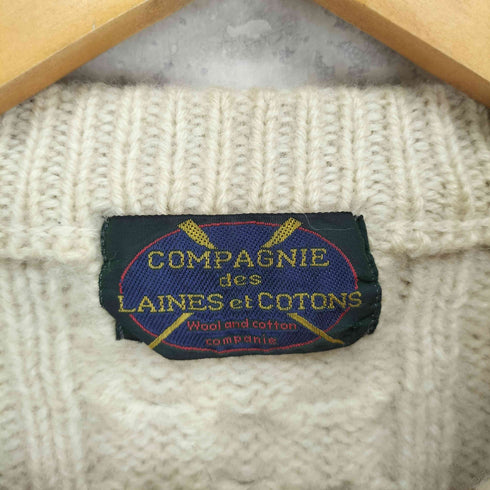 COMPAGNIE
des
LAINES et COTONS
Wool and cotton
companie